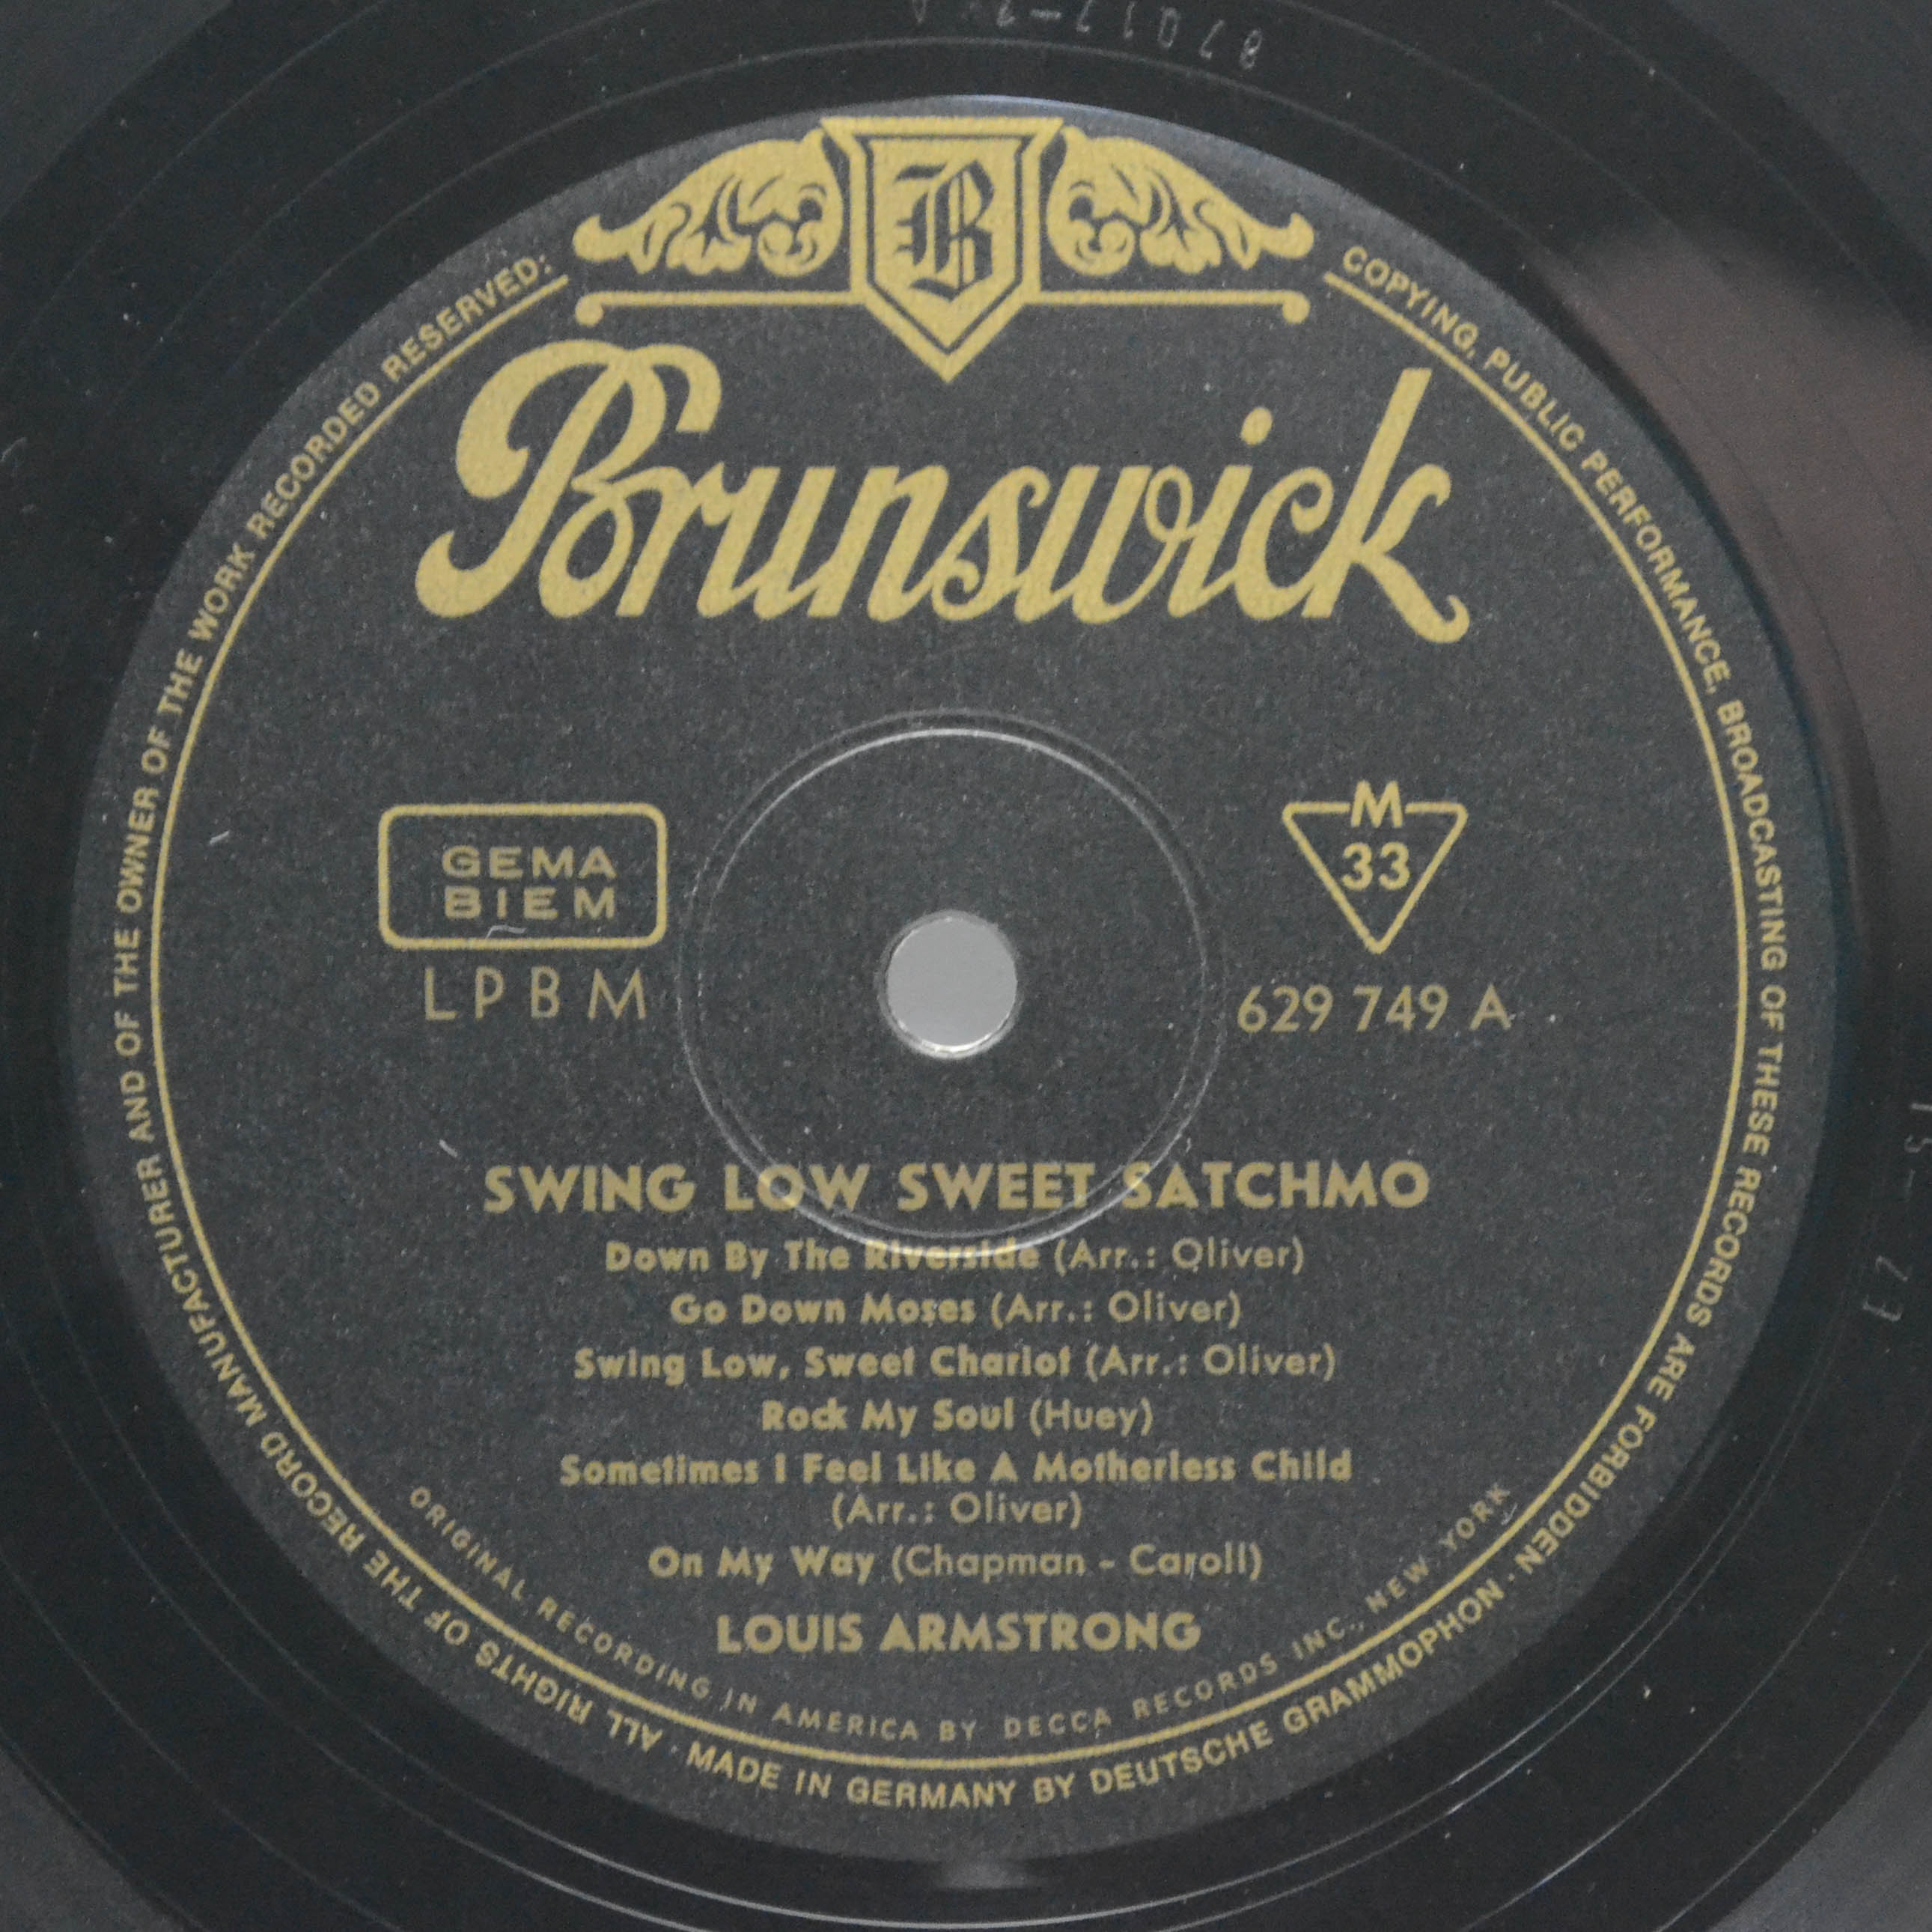 B
Brunswick
GEMA
BIEM
LPBM
M
33
629 749 A
SWING LOW SWEET SATCHMO
Down By The Riverside (Arr.: Oliver)
Go Down Moses (Arr.: Oliver)
Swing Low, Sweet Chariot (Arr.: Oliver)
Rock My Soul (Huey)
Sometimes I Feel Like A Motherless Child
(Arr.: Oliver)
On My Way (Chapman - Caroll)
LOUIS ARMSTRONG
ORIGINAL RECORDING IN AMERICA BY DECCA RECORDS INC., NEW YORK
ALL RIGHTS OF THE RECORD MANUFACTURER AND OF THE OWNER OF THE WORK RECORDED RESERVED: COPYING, PUBLIC PERFORMANCE, BROADCASTING OF THESE RECORDS ARE FORBIDDEN · MADE IN GERMANY BY DEUTSCHE GRAMMOPHON ·